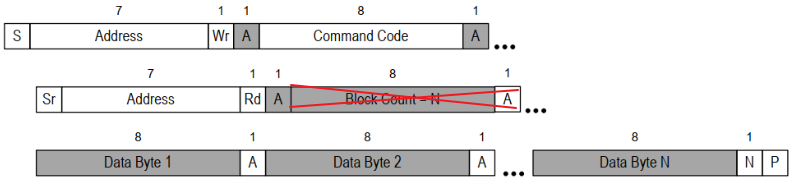 7 1 1 8 1
S Address Wr A Command Code A ...
7 1 1 8 1
Sr Address Rd A Block Count = N A ...
8 1 8 1 8 1
Data Byte 1 A Data Byte 2 A ... Data Byte N N P